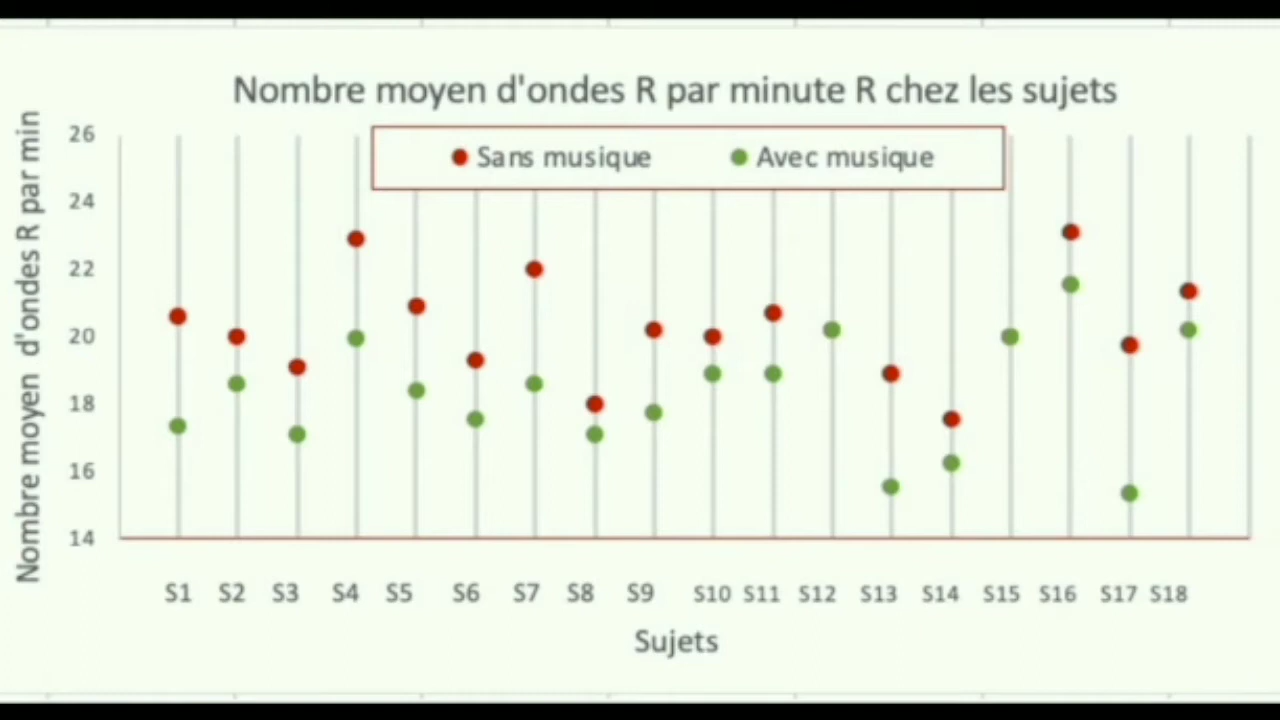 Nombre moyen d'ondes R par minute R chez les sujets
Sans musique
Avec musique
Nombre moyen d'ondes R par min
26
24
22
20
18
16
14
S1 S2 S3 S4 S5 S6 S7 S8 S9 S10 S11 S12 S13 S14 S15 S16 S17 S18
Sujets